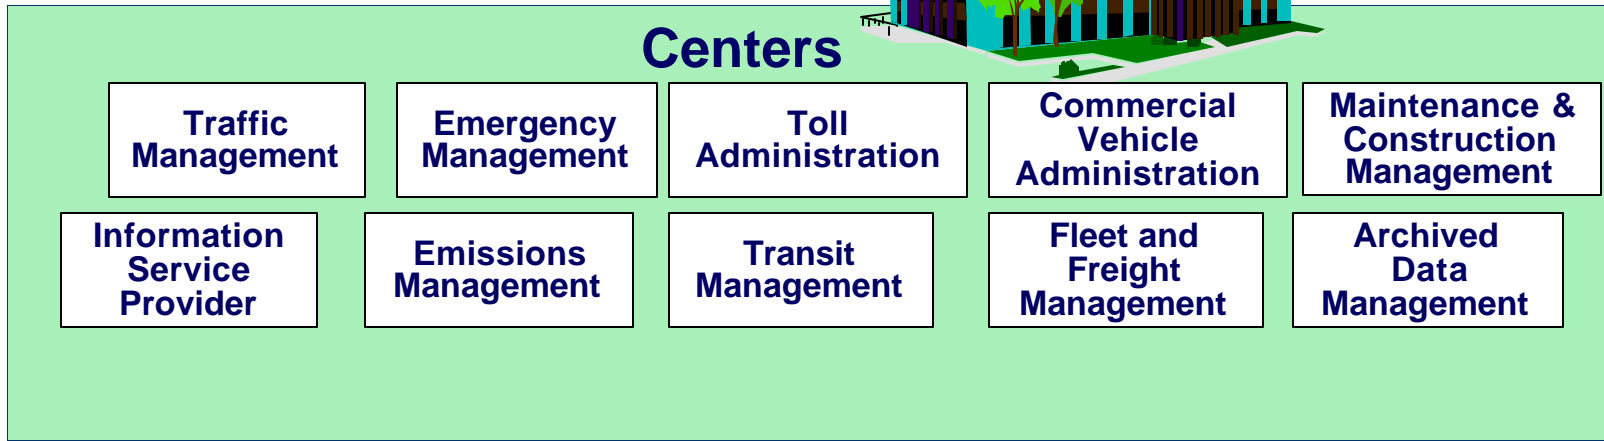 Centers
Traffic
Management
Emergency
Management
Toll
Administration
Commercial
Vehicle
Administration
Maintenance &
Construction
Management
Information
Service
Provider
Emissions
Management
Transit
Management
Fleet and
Freight
Management
Archived
Data
Management